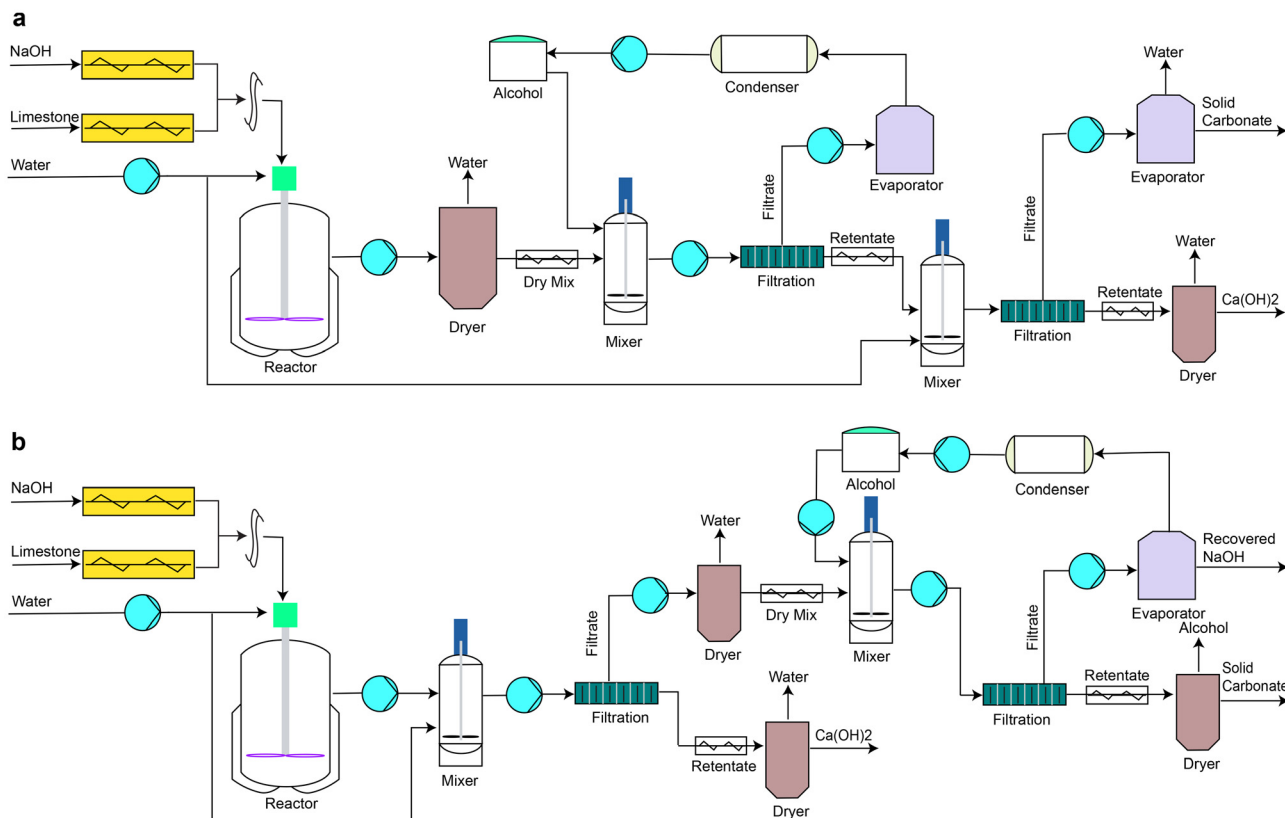 a
NaOH
Limestone
Water
Reactor
Water
Dryer
Dry Mix
Alcohol
Mixer
Condenser
Evaporator
Filtrate
Filtration
Retentate
Mixer
Filtrate
Filtration
Water
Solid
Carbonate
Evaporator
Retentate
Water
Ca(OH)2
Dryer
b
NaOH
Limestone
Water
Reactor
Mixer
Filtrate
Filtration
Water
Dryer
Dry Mix
Retentate
Water
Ca(OH)2
Dryer
Alcohol
Condenser
Mixer
Filtrate
Filtration
Recovered
NaOH
Evaporator
Retentate
Alcohol
Solid
Carbonate
Dryer